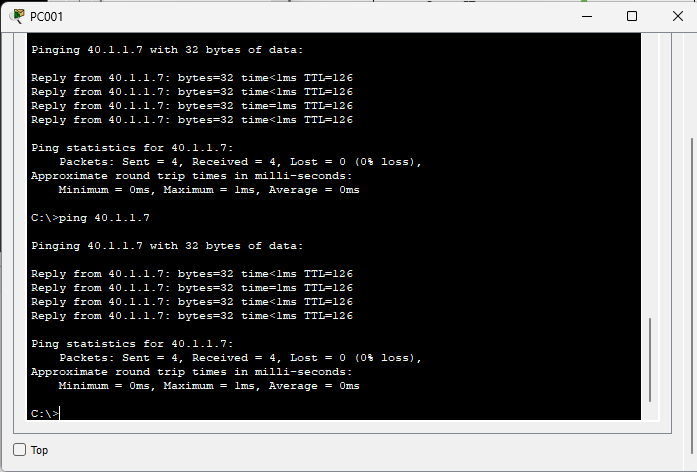 PC001
Pinging 40.1.1.7 with 32 bytes of data:
Reply from 40.1.1.7: bytes=32 time<1ms TTL=126
Reply from 40.1.1.7: bytes=32 time<1ms TTL=126
Reply from 40.1.1.7: bytes=32 time=1ms TTL=126
Reply from 40.1.1.7: bytes=32 time<1ms TTL=126
Ping statistics for 40.1.1.7:
Packets: Sent = 4, Received = 4, Lost = 0 (0% loss),
Approximate round trip times in milli-seconds:
Minimum = 0ms, Maximum = 1ms, Average = 0ms
C:\>ping 40.1.1.7
Pinging 40.1.1.7 with 32 bytes of data:
Reply from 40.1.1.7: bytes=32 time<1ms TTL=126
Reply from 40.1.1.7: bytes=32 time=1ms TTL=126
Reply from 40.1.1.7: bytes=32 time<1ms TTL=126
Reply from 40.1.1.7: bytes=32 time<1ms TTL=126
Ping statistics for 40.1.1.7:
Packets: Sent = 4, Received = 4, Lost = 0 (0% loss),
Approximate round trip times in milli-seconds:
Minimum = 0ms, Maximum = 1ms, Average = 0ms
C:\>
Top